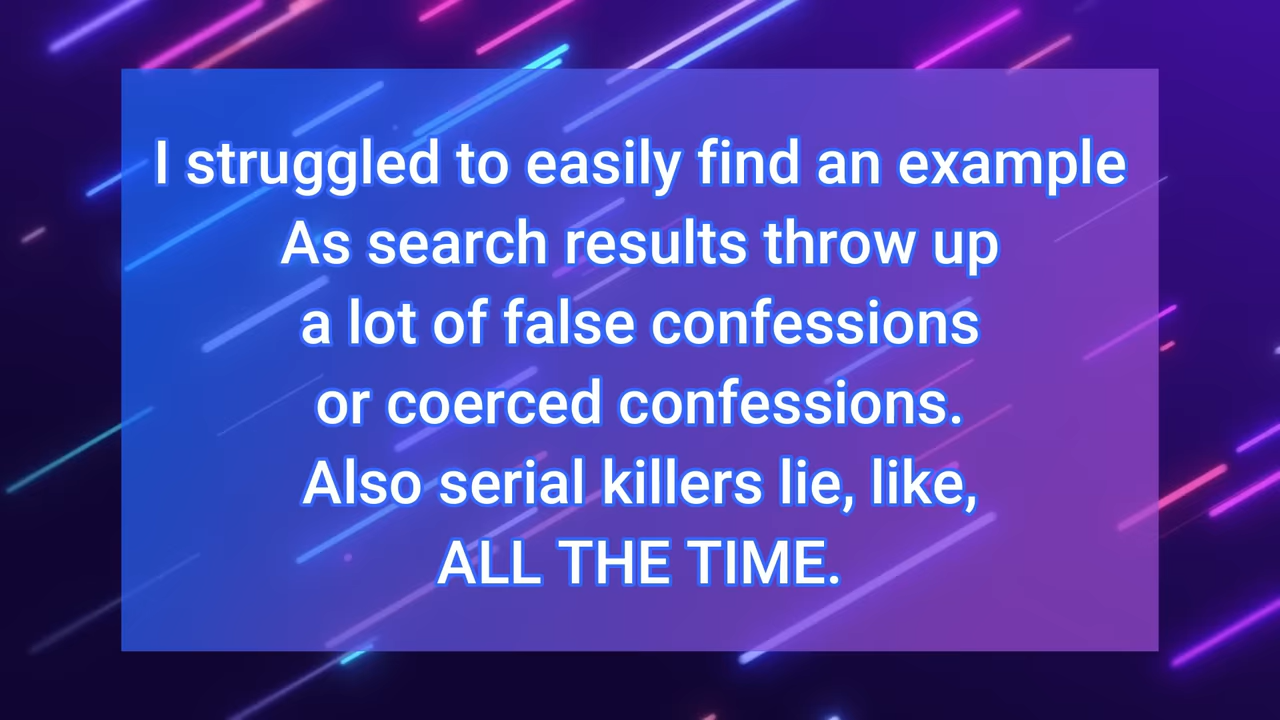 I struggled to easily find an example
As search results throw up
a lot of false confessions
or coerced confessions.
Also serial killers lie, like,
ALL THE TIME.